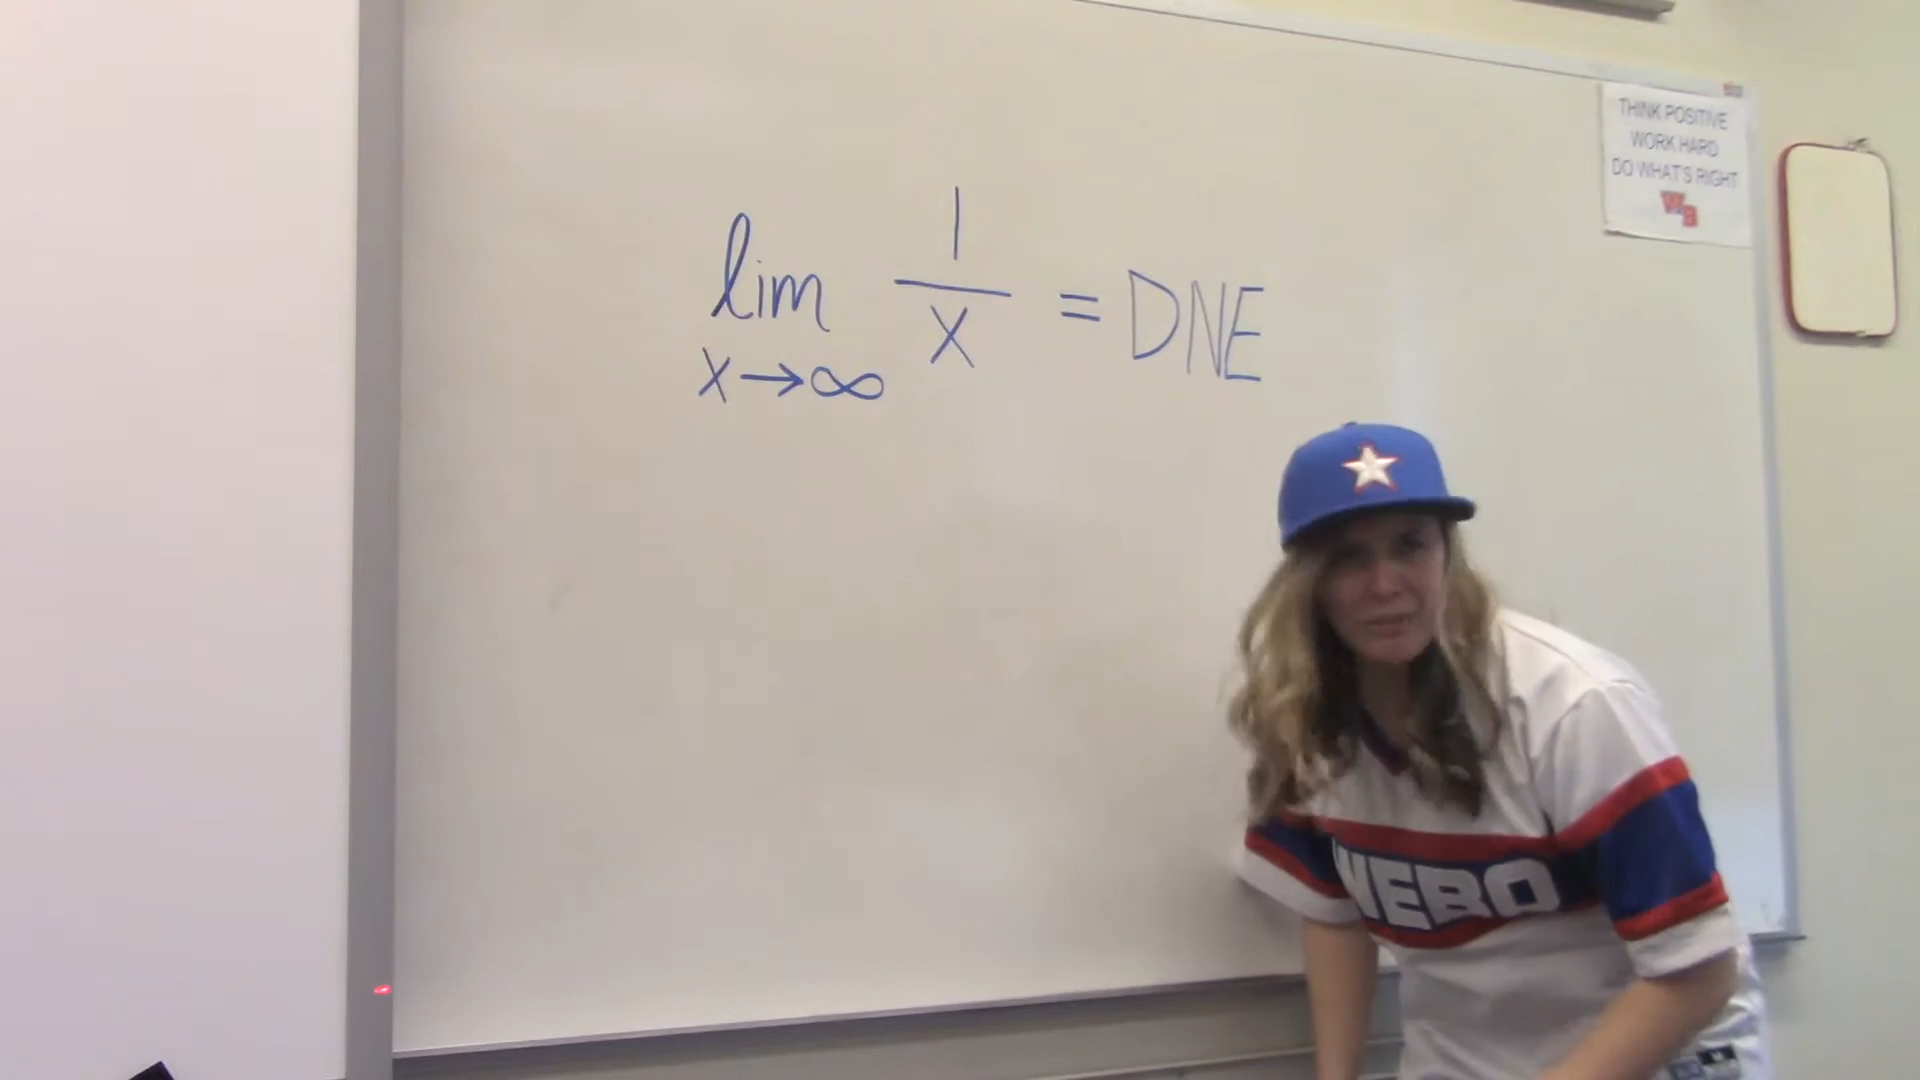 THINK POSITIVE
WORK HARD
DO WHAT'S RIGHT
WB
lim 1/x = DNE
x→∞
WEBO